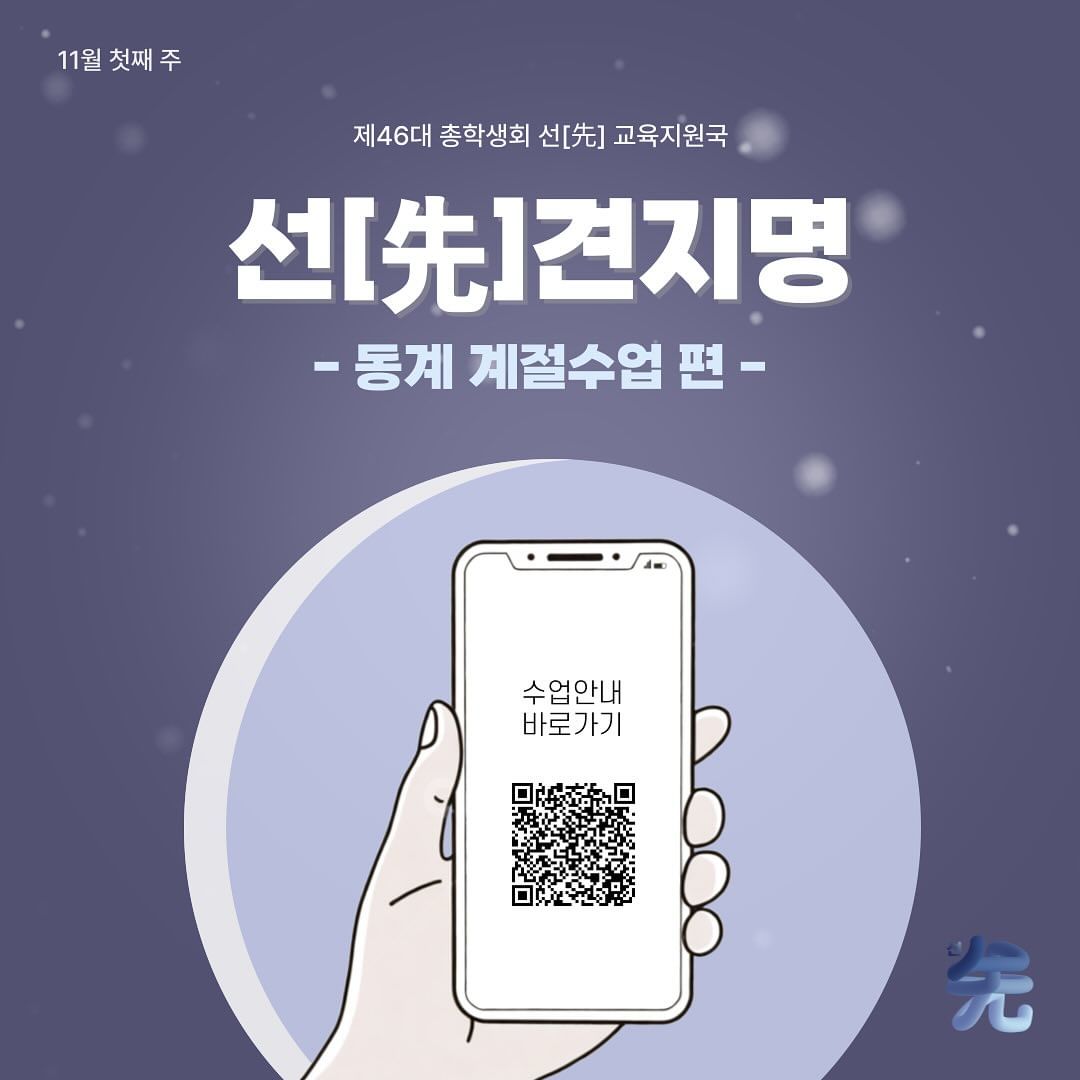 11월 첫째 주
제46대 총학생회 선[先] 교육지원국
선[先]견지명
- 동계 계절수업 편 -
수업안내
바로가기
선 先